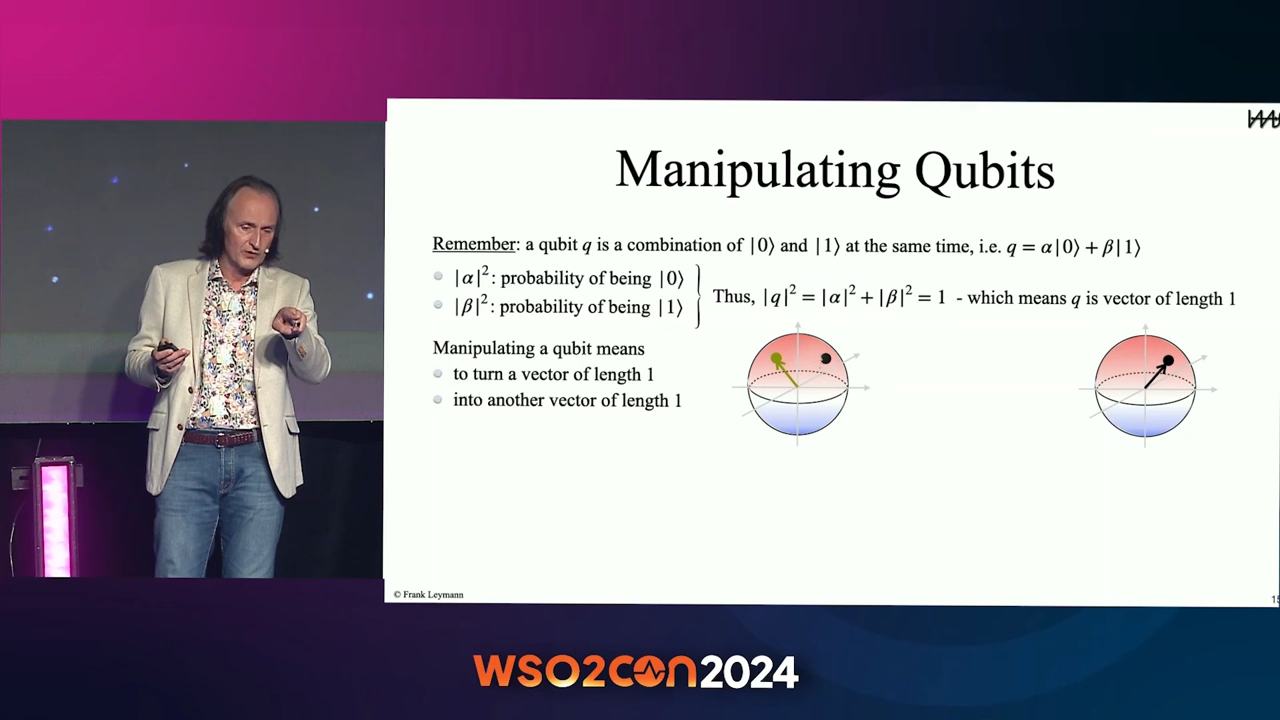 Manipulating Qubits
Remember: a qubit q is a combination of |0⟩ and |1⟩ at the same time, i.e. q = α|0⟩ + β|1⟩
|α|²: probability of being |0⟩
|β|²: probability of being |1⟩
Thus, |q|² = |α|² + |β|² = 1 - which means q is vector of length 1
Manipulating a qubit means
to turn a vector of length 1
into another vector of length 1
© Frank Leymann
WSO2CON2024